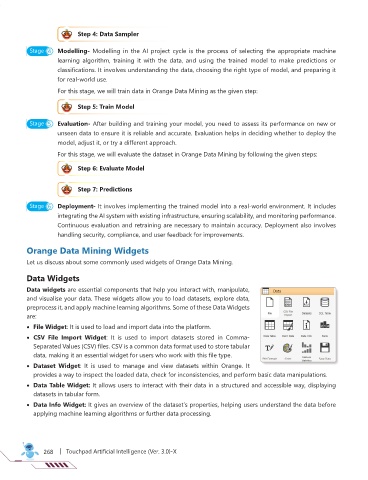 Step 4: Data Sampler
Stage 4 Modelling- Modelling in the AI project cycle is the process of selecting the appropriate machine
learning algorithm, training it with the data, and using the trained model to make predictions or
classifications. It involves understanding the data, choosing the right type of model, and preparing it
for real-world use.
For this stage, we will train data in Orange Data Mining as the given step:
Step 5: Train Model
Stage 5 Evaluation- After building and training your model, you need to assess its performance on new or
unseen data to ensure it is reliable and accurate. Evaluation helps in deciding whether to deploy the
model, adjust it, or try a different approach.
For this stage, we will evaluate the dataset in Orange Data Mining by following the given steps:
Step 6: Evaluate Model
Step 7: Predictions
Stage 6 Deployment- It involves implementing the trained model into a real-world environment. It includes
integrating the AI system with existing infrastructure, ensuring scalability, and monitoring performance.
Continuous evaluation and retraining are necessary to maintain accuracy. Deployment also involves
handling security, compliance, and user feedback for improvements.
Orange Data Mining Widgets
Let us discuss about some commonly used widgets of Orange Data Mining.
Data Widgets
Data widgets are essential components that help you interact with, manipulate,
and visualise your data. These widgets allow you to load datasets, explore data,
preprocess it, and apply machine learning algorithms. Some of these Data Widgets
are:
Data
File CSV File Import Datasets SQL Table
Data Table Data Info
Save Data
• File Widget: It is used to load and import data into the platform.
• CSV File Import Widget: It is used to import datasets stored in Comma-
Separated Values (CSV) files. CSV is a common data format used to store tabular
data, making it an essential widget for users who work with this file type.
• Dataset Widget: It is used to manage and view datasets within Orange. It
provides a way to inspect the loaded data, check for inconsistencies, and perform basic data manipulations.
• Data Table Widget: It allows users to interact with their data in a structured and accessible way, displaying
datasets in tabular form.
• Data Info Widget: It gives an overview of the dataset's properties, helping users understand the data before
applying machine learning algorithms or further data processing.
268 | Touchpad Artificial Intelligence (Ver. 3.0)-X